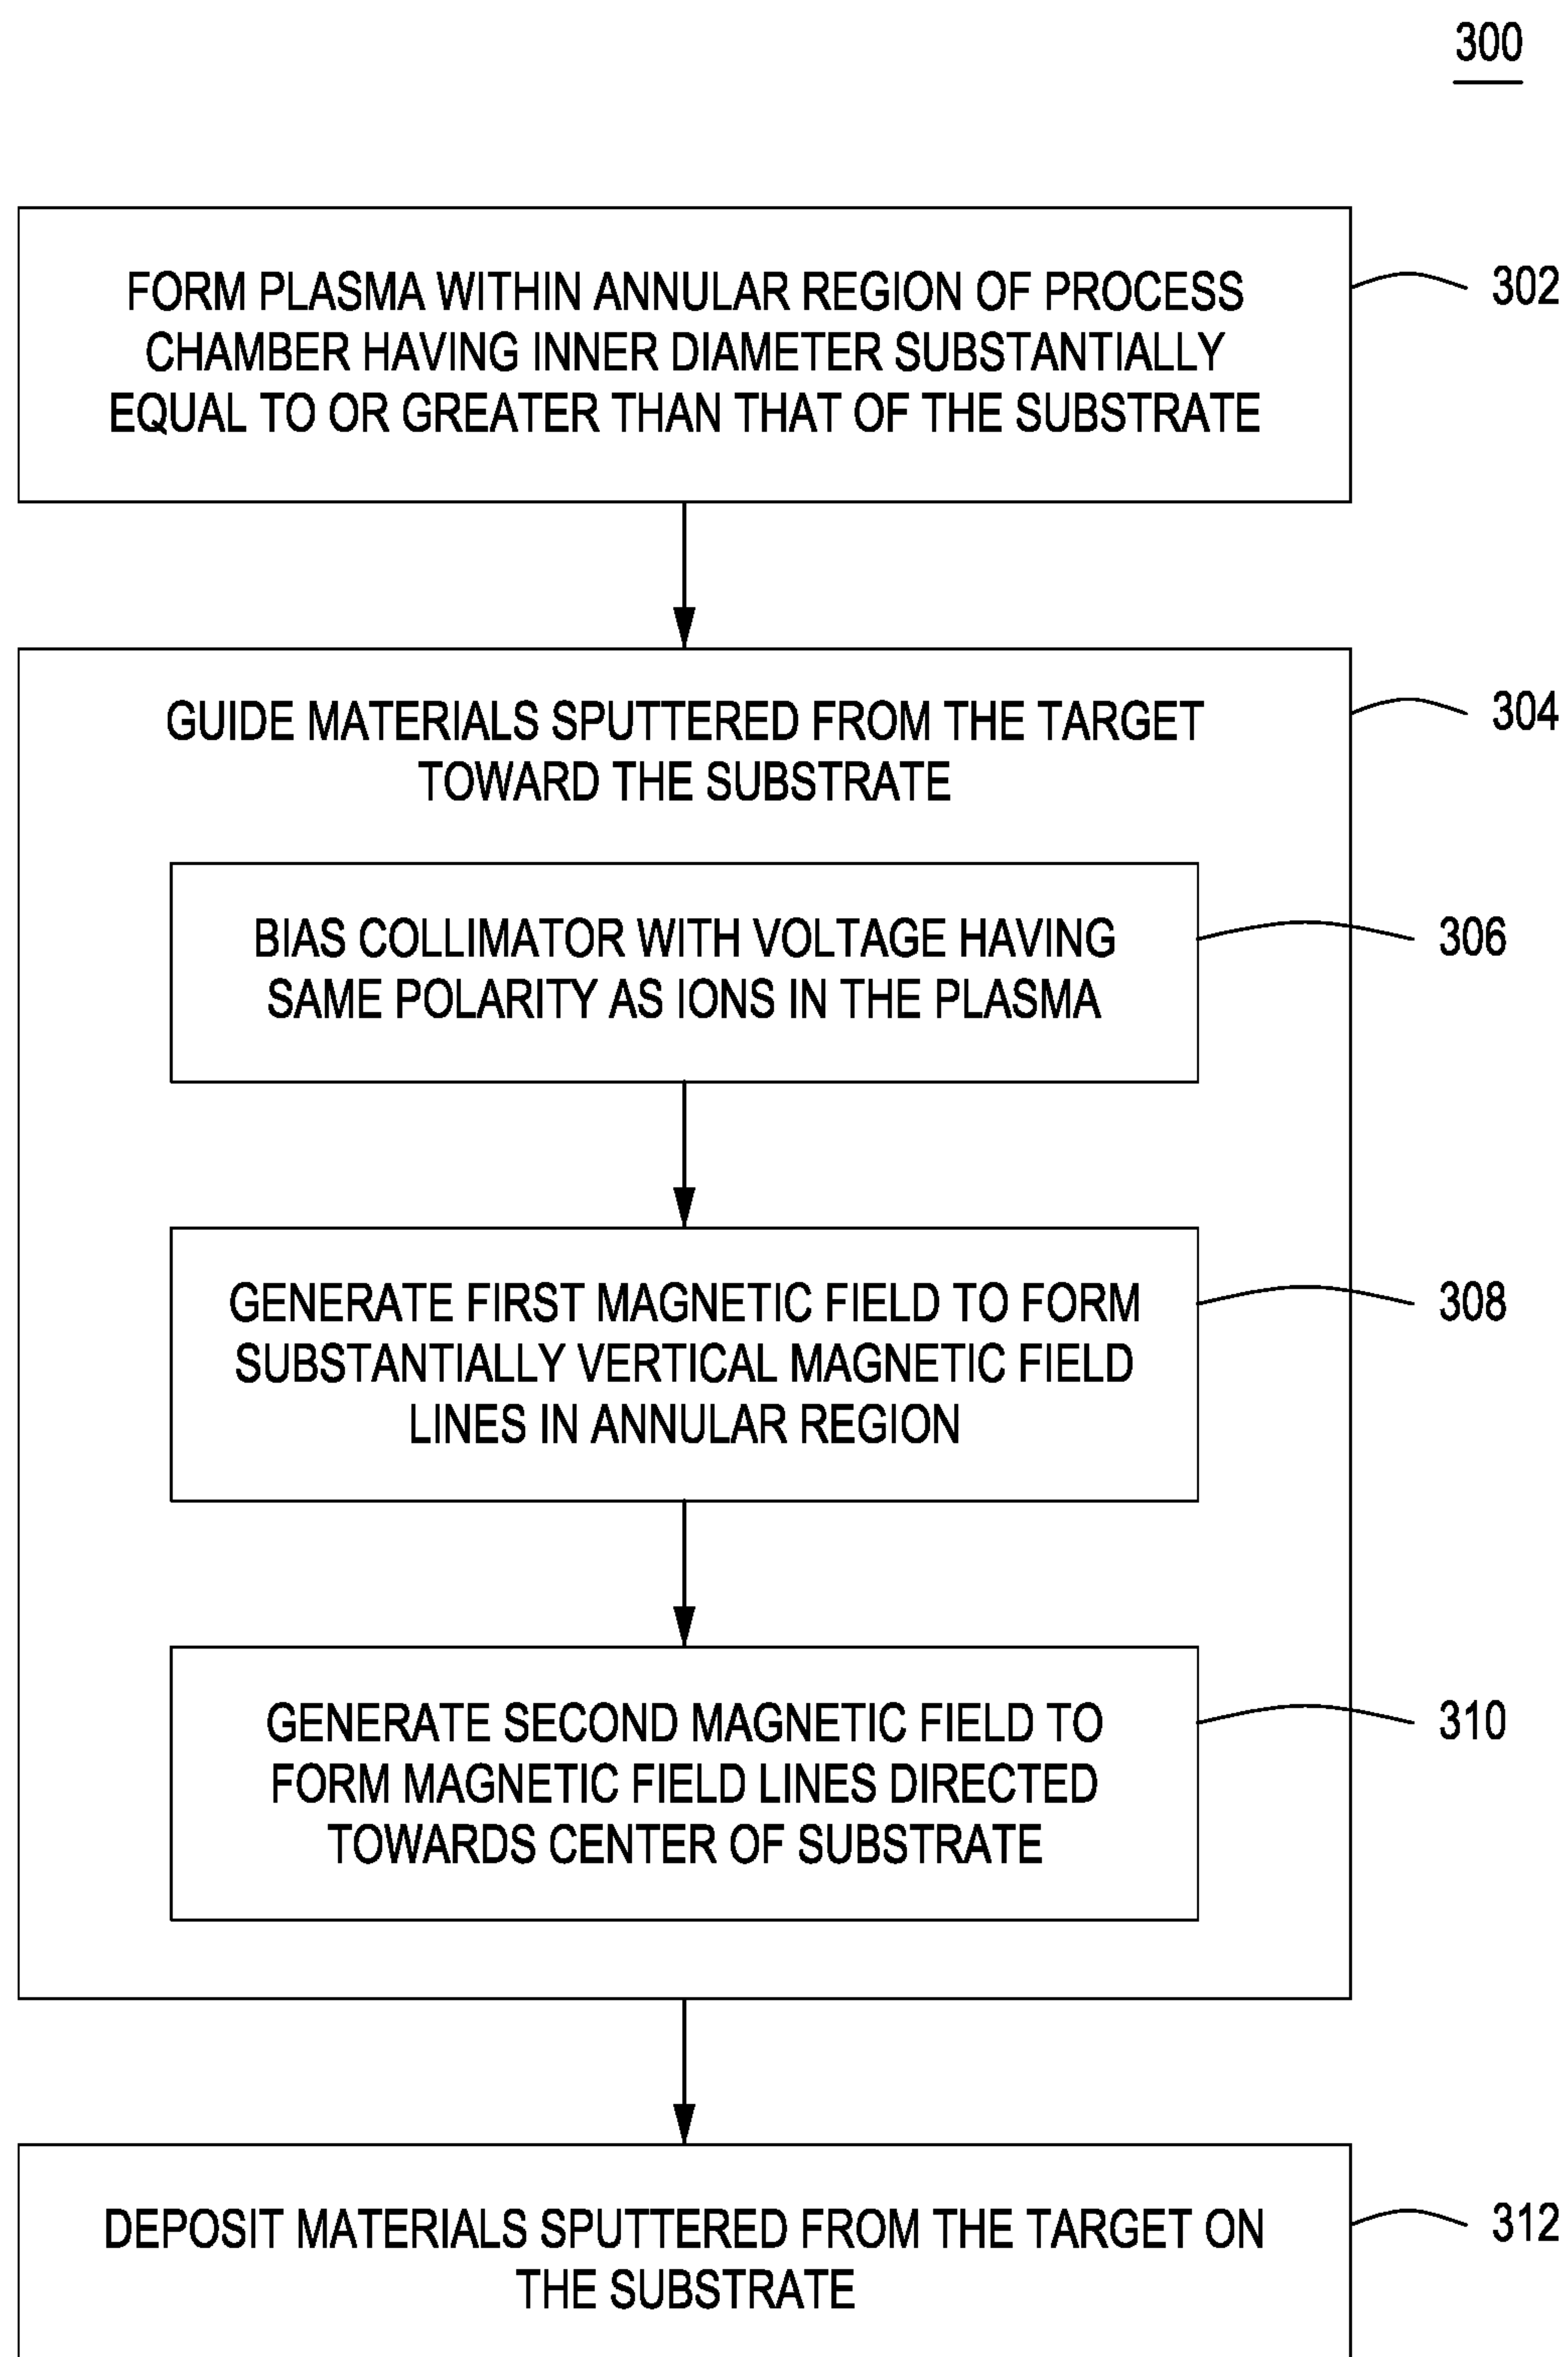 300
FORM PLASMA WITHIN ANNULAR REGION OF PROCESS
CHAMBER HAVING INNER DIAMETER SUBSTANTIALLY
EQUAL TO OR GREATER THAN THAT OF THE SUBSTRATE
302
GUIDE MATERIALS SPUTTERED FROM THE TARGET
TOWARD THE SUBSTRATE
304
BIAS COLLIMATOR WITH VOLTAGE HAVING
SAME POLARITY AS IONS IN THE PLASMA
306
GENERATE FIRST MAGNETIC FIELD TO FORM
SUBSTANTIALLY VERTICAL MAGNETIC FIELD
LINES IN ANNULAR REGION
308
GENERATE SECOND MAGNETIC FIELD TO
FORM MAGNETIC FIELD LINES DIRECTED
TOWARDS CENTER OF SUBSTRATE
310
DEPOSIT MATERIALS SPUTTERED FROM THE TARGET ON
THE SUBSTRATE
312